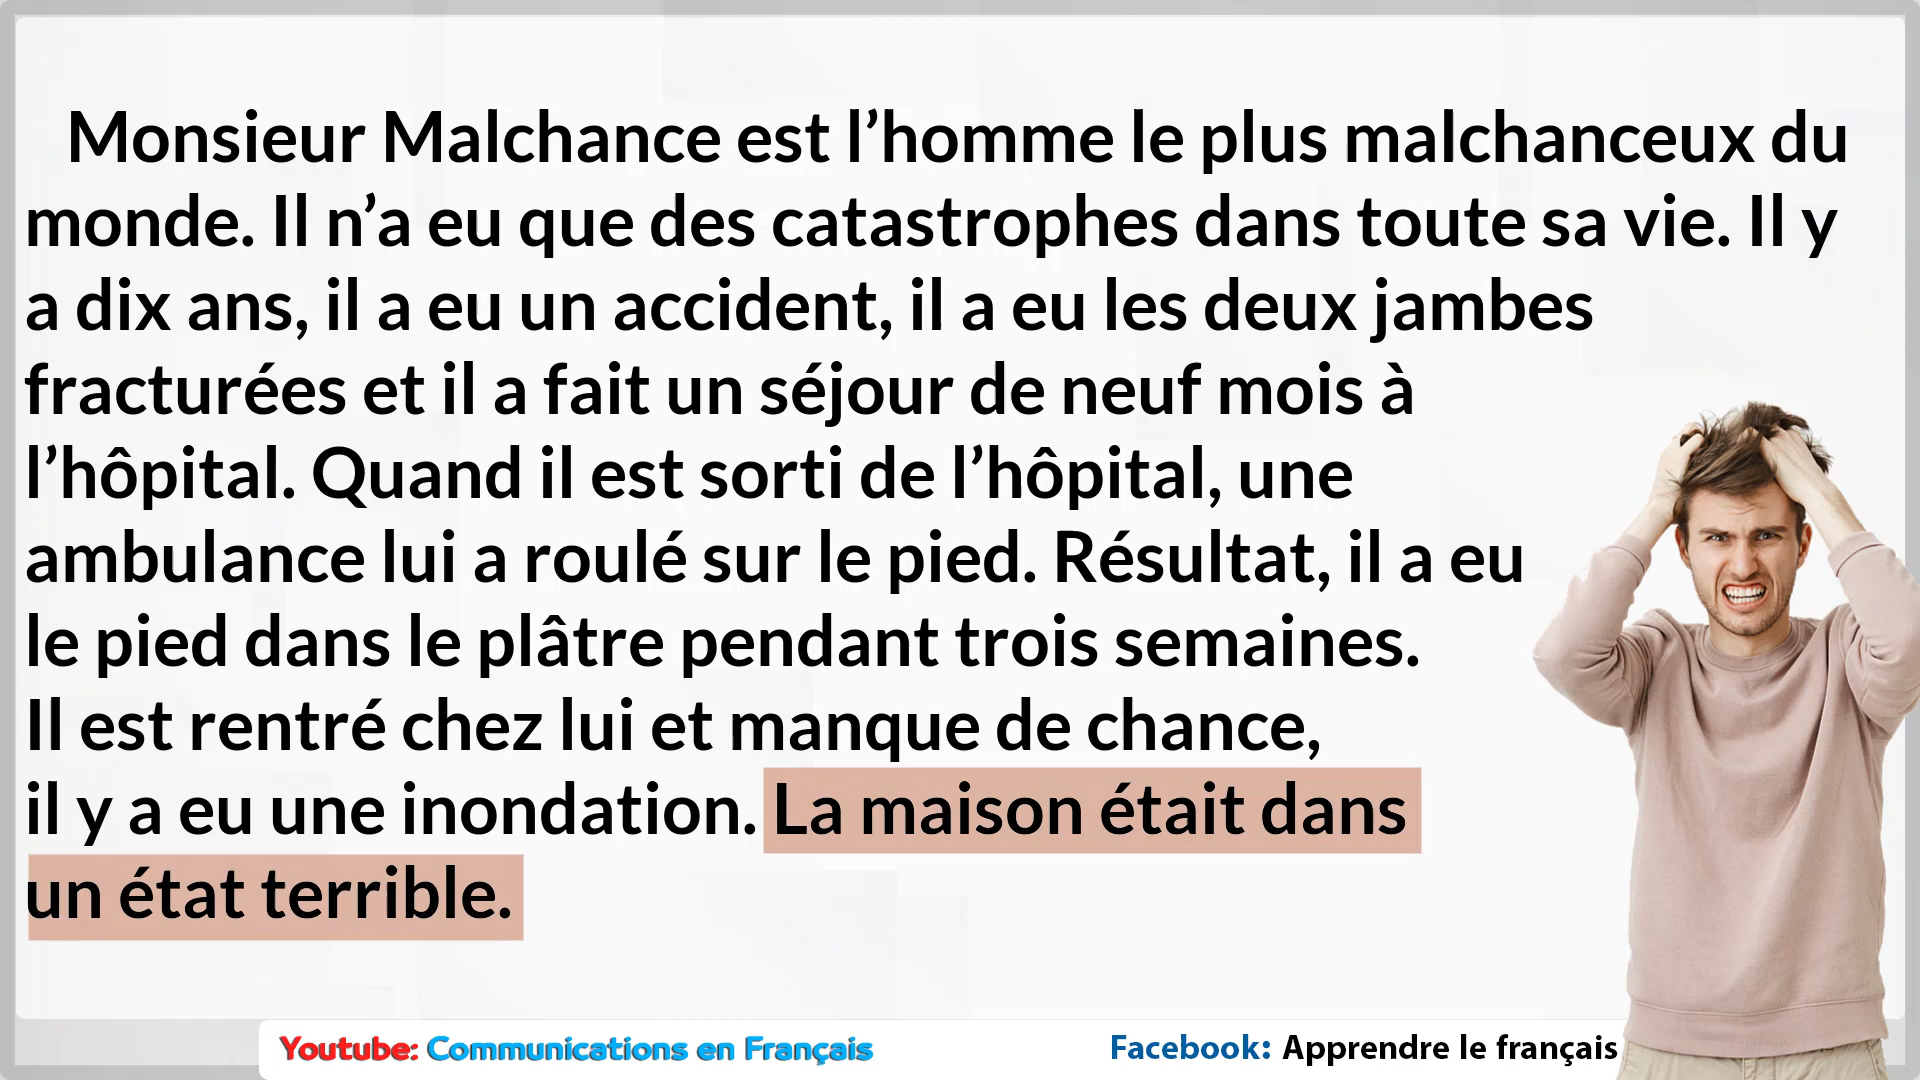 Monsieur Malchance est l’homme le plus malchanceux du
monde. Il n’a eu que des catastrophes dans toute sa vie. Il y
a dix ans, il a eu un accident, il a eu les deux jambes
fracturées et il a fait un séjour de neuf mois à
l’hôpital. Quand il est sorti de l’hôpital, une
ambulance lui a roulé sur le pied. Résultat, il a eu
le pied dans le plâtre pendant trois semaines.
Il est rentré chez lui et manque de chance,
il y a eu une inondation. La maison était dans
un état terrible.
Youtube: Communications en Français
Facebook: Apprendre le français